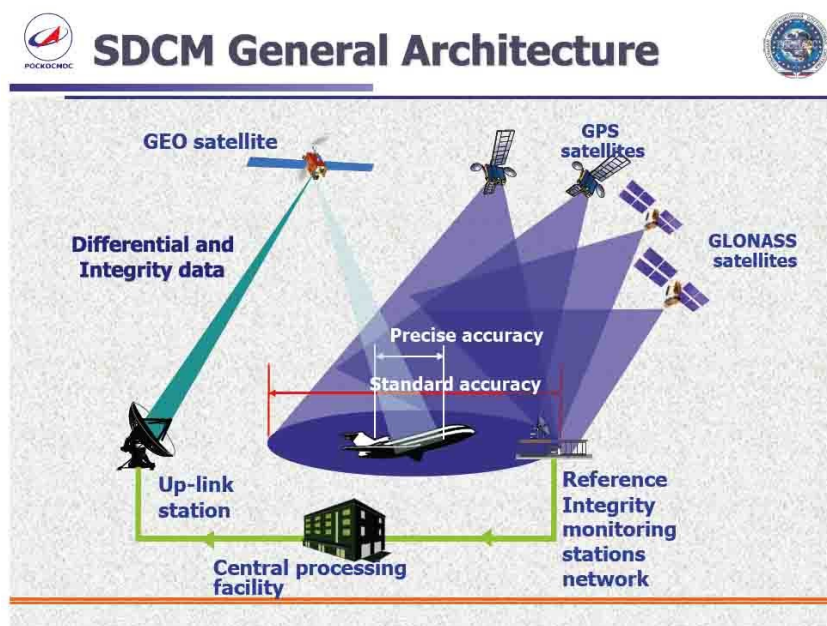 РОСКОСМОС
SDCM General Architecture
GEO satellite
GPS
satellites
Differential and
Integrity data
GLONASS
satellites
Precise accuracy
Standard accuracy
Up-link
station
Reference
Integrity
monitoring
stations
network
Central processing
facility